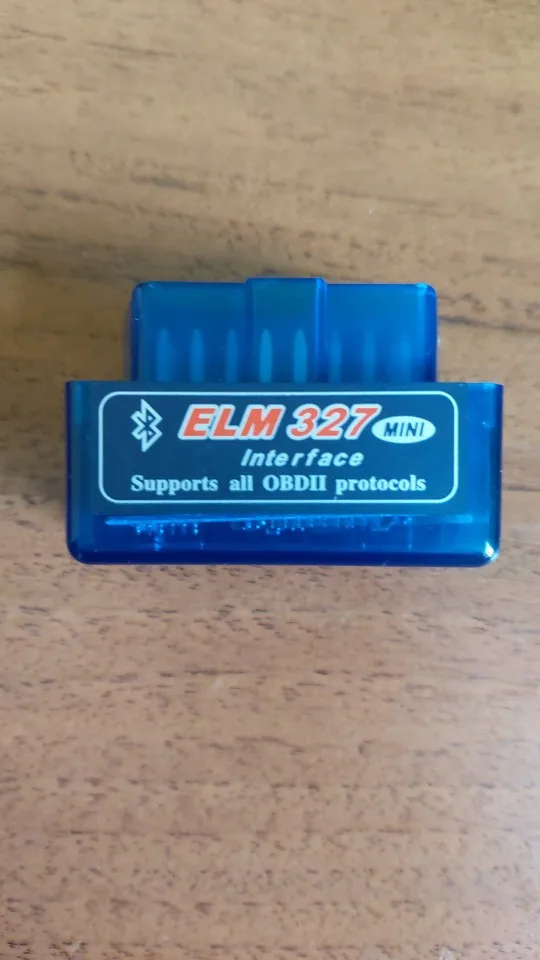 ELM 327 MINI
Interface
Supports all OBDII protocols